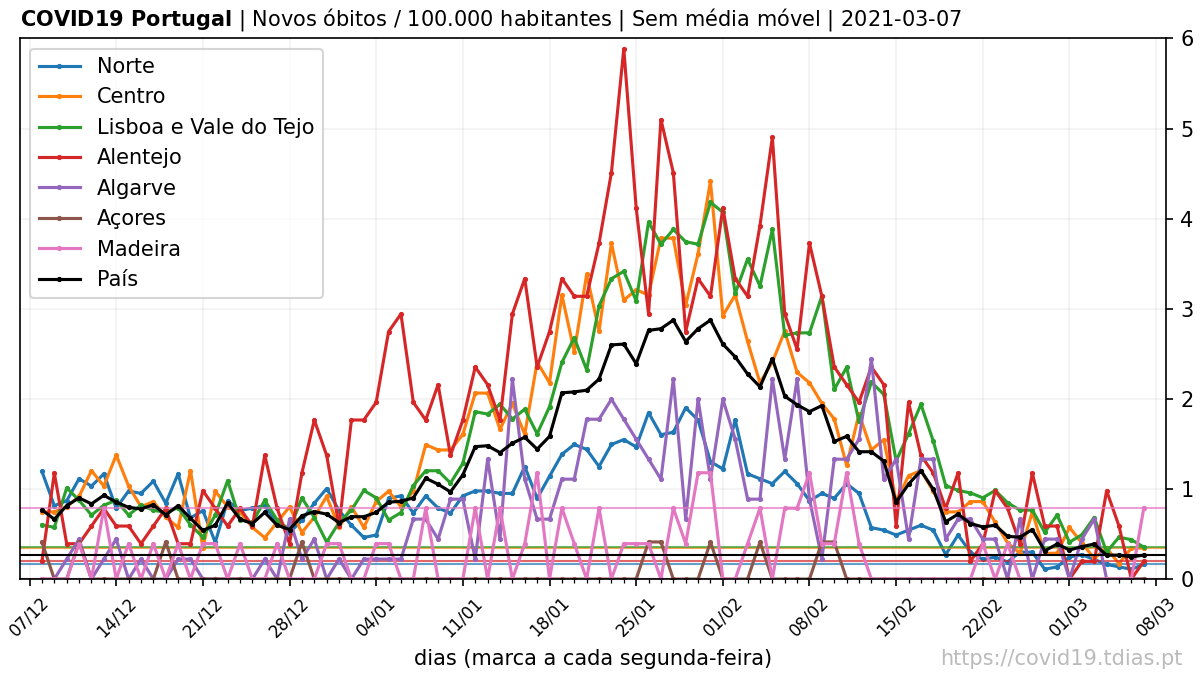 COVID19 Portugal | Novos óbitos / 100.000 habitantes | Sem média móvel | 2021-03-07
Norte
Centro
Lisboa e Vale do Tejo
Alentejo
Algarve
Açores
Madeira
País
6
5
4
3
2
1
0
07/12
14/12
21/12
28/12
04/01
11/01
18/01
25/01
01/02
08/02
15/02
22/02
01/03
08/03
dias (marca a cada segunda-feira)
https://covid19.tdias.pt